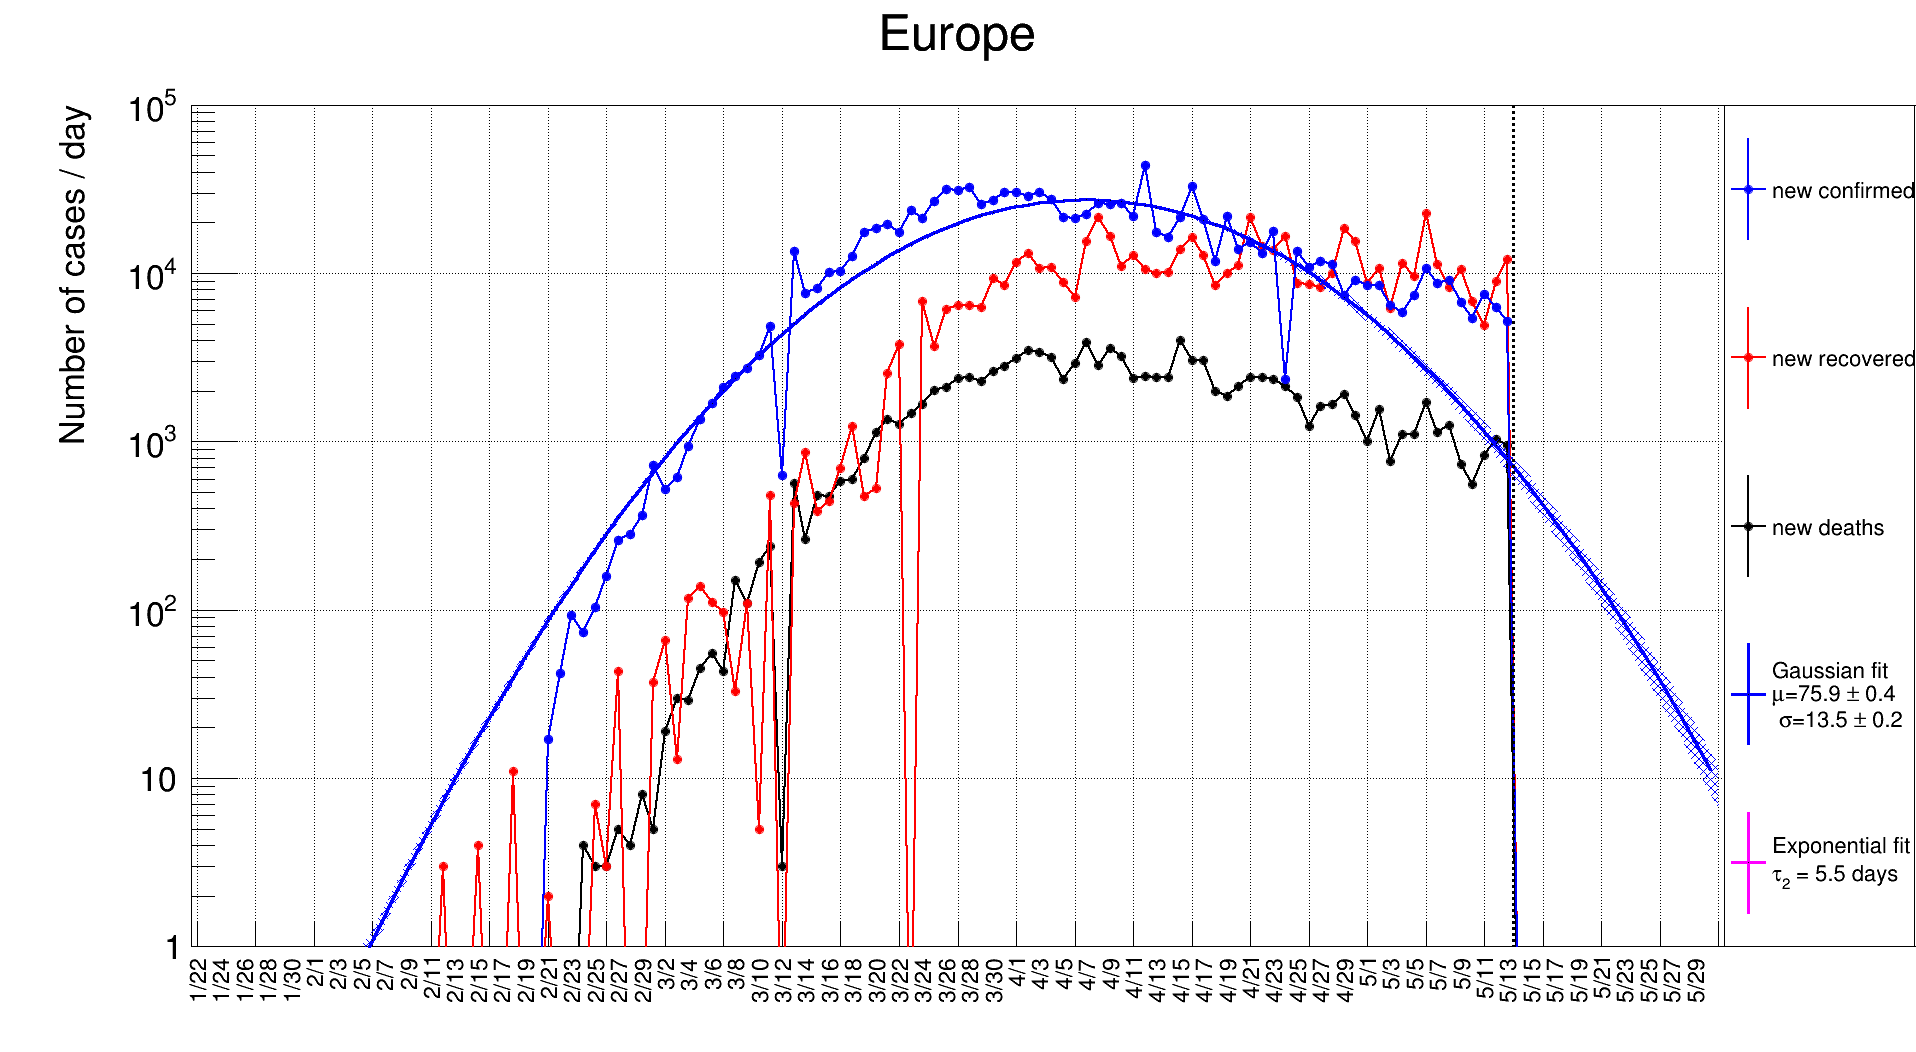 Europe
Number of cases / day
10^5
10^4
10^3
10^2
10
1
1/22 1/24 1/26 1/28 1/30 2/1 2/3 2/5 2/7 2/9 2/11 2/13 2/15 2/17 2/19 2/21 2/23 2/25 2/27 2/29 3/2 3/4 3/6 3/8 3/10 3/12 3/14 3/16 3/18 3/20 3/22 3/24 3/26 3/28 3/30 4/1 4/3 4/5 4/7 4/9 4/11 4/13 4/15 4/17 4/19 4/21 4/23 4/25 4/27 4/29 5/1 5/3 5/5 5/7 5/9 5/11 5/13 5/15 5/17 5/19 5/21 5/23 5/25 5/27 5/29
new confirmed
new recovered
new deaths
Gaussian fit
μ=75.9 ± 0.4
σ=13.5 ± 0.2
Exponential fit
τ₂ = 5.5 days